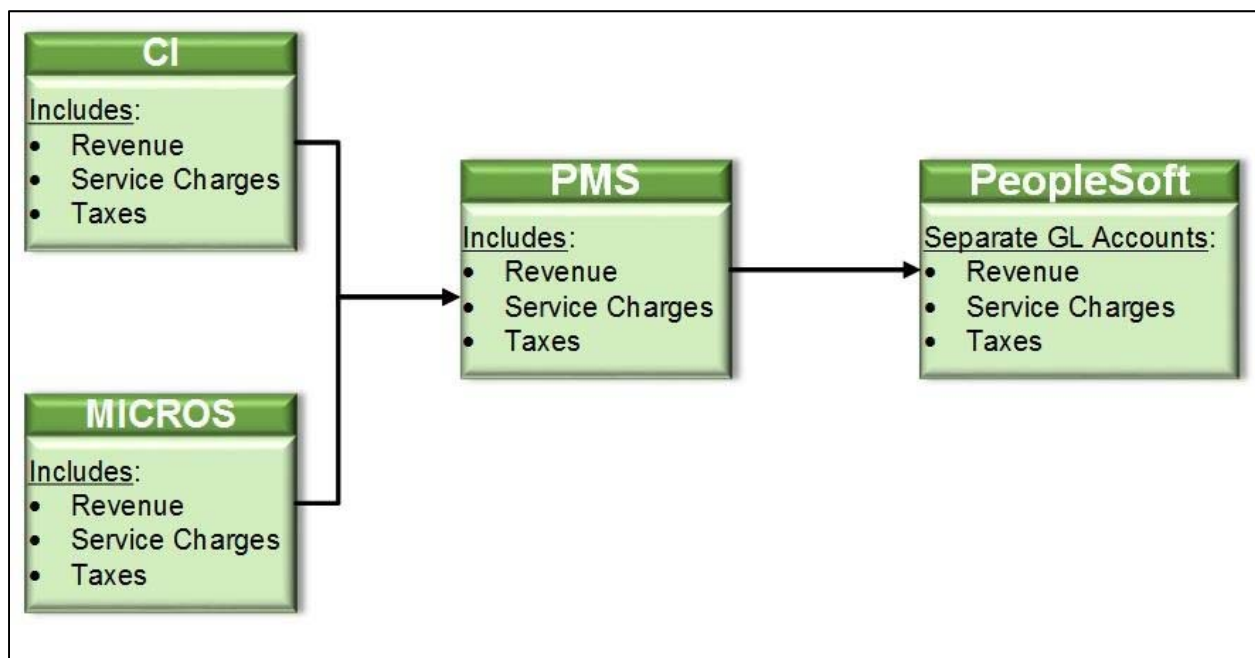 CI
Includes:
• Revenue
• Service Charges
• Taxes
MICROS
Includes:
• Revenue
• Service Charges
• Taxes
PMS
Includes:
• Revenue
• Service Charges
• Taxes
PeopleSoft
Separate GL Accounts:
• Revenue
• Service Charges
• Taxes